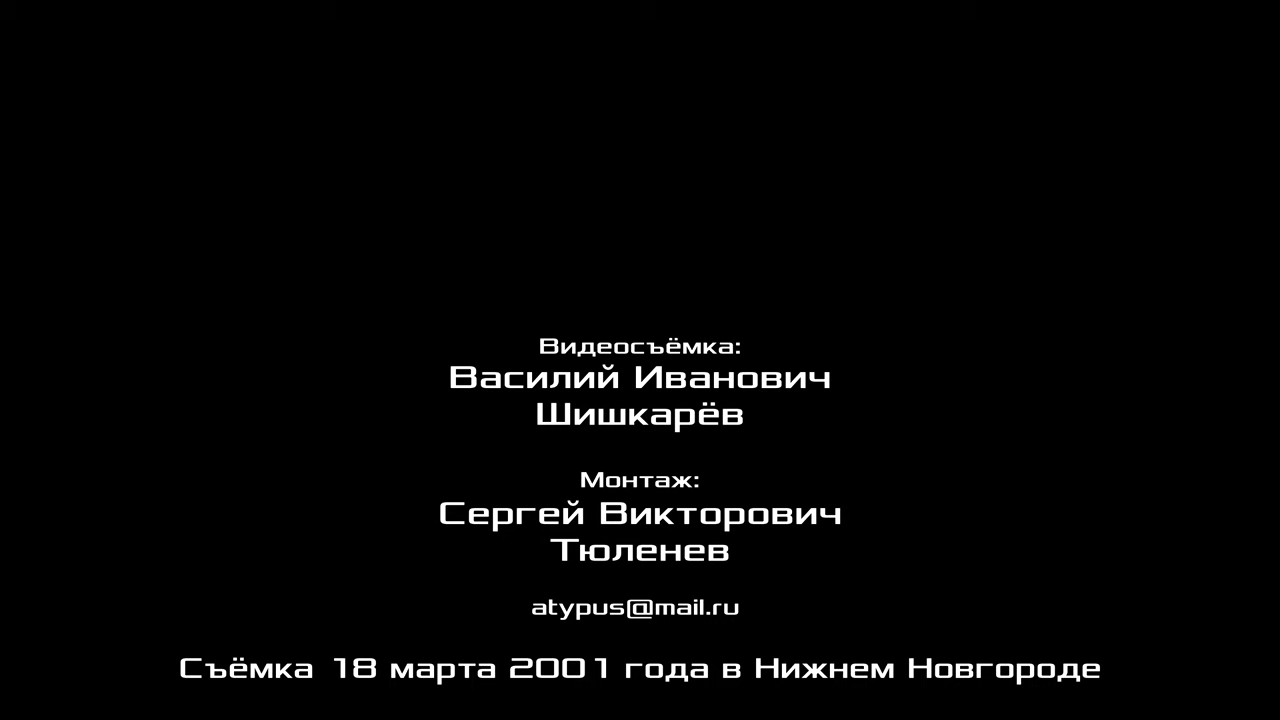 Видеосъёмка:
Василий Иванович
Шишкарёв
Монтаж:
Сергей Викторович
Тюленев
atypus@mail.ru
Съёмка 18 марта 2001 года в Нижнем Новгороде